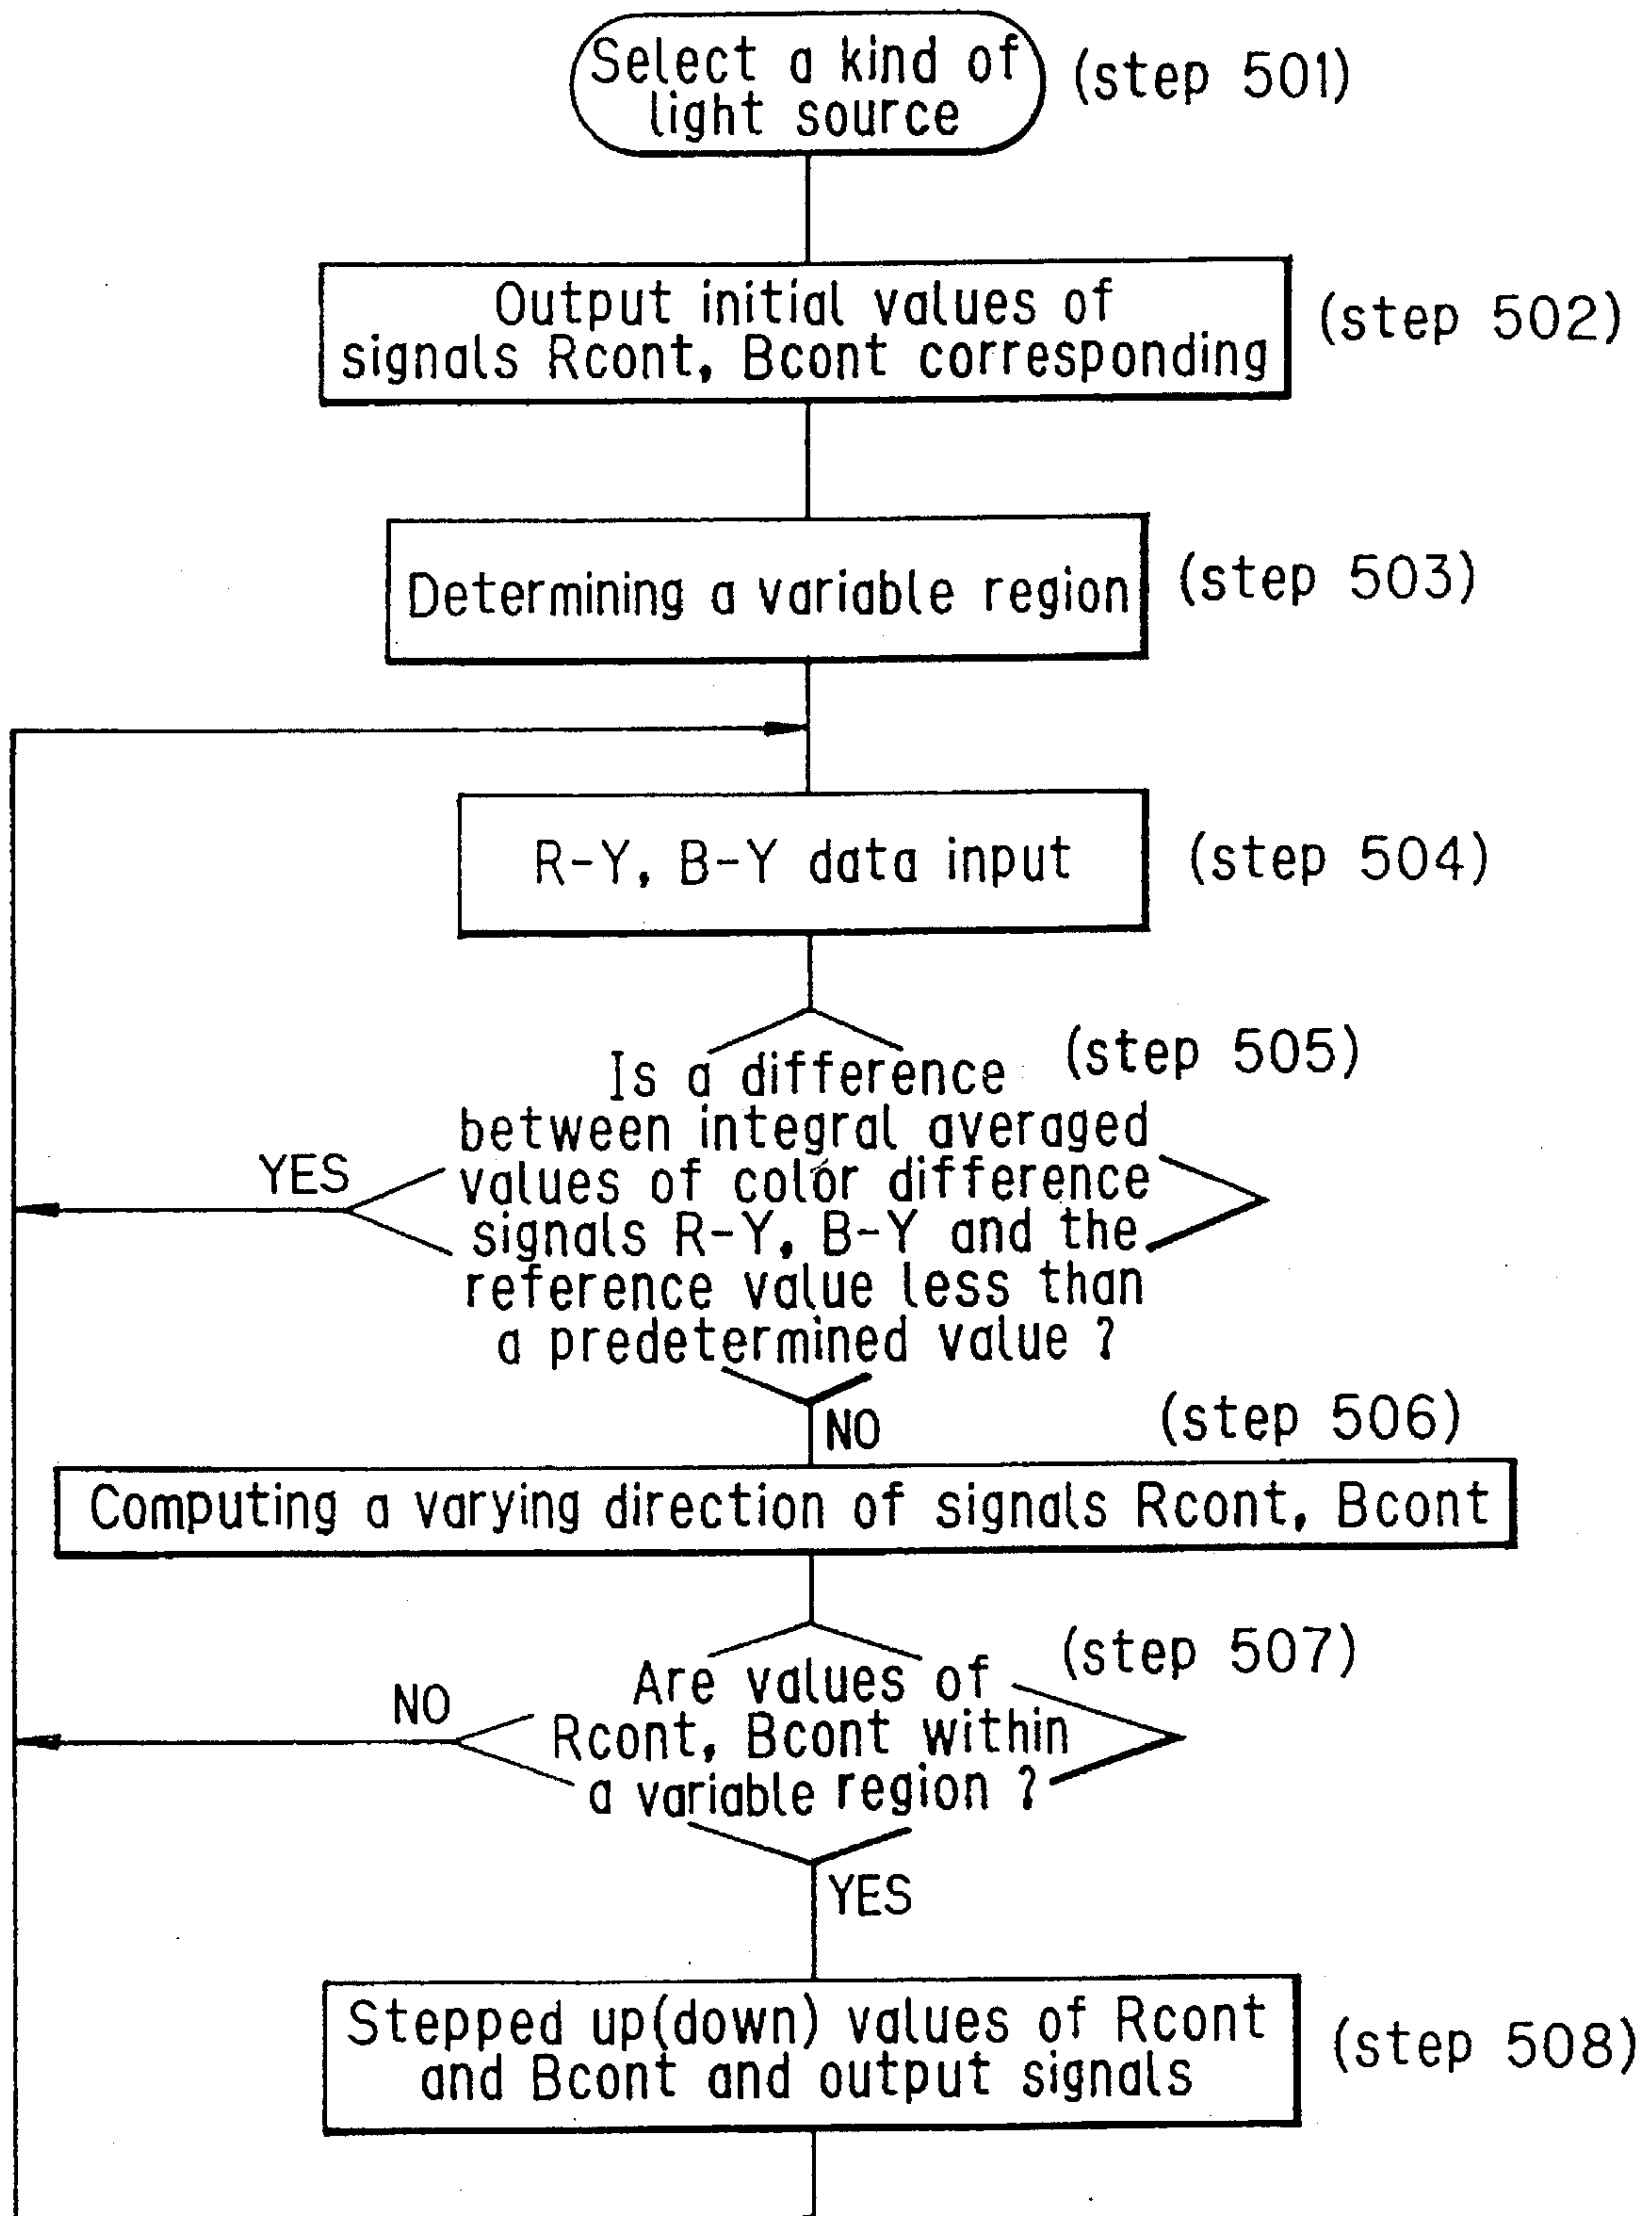 Select a kind of
light source
(step 501)
Output initial values of
signals Rcont, Bcont corresponding
(step 502)
Determining a variable region
(step 503)
R-Y, B-Y data input
(step 504)
Is a difference
(step 505)
between integral averaged
values of color difference
signals R-Y, B-Y and the
reference value less than
a predetermined value ?
YES
NO
(step 506)
Computing a varying direction of signals Rcont, Bcont
(step 507)
Are values of
Rcont, Bcont within
a variable region ?
NO
YES
Stepped up(down) values of Rcont
and Bcont and output signals
(step 508)